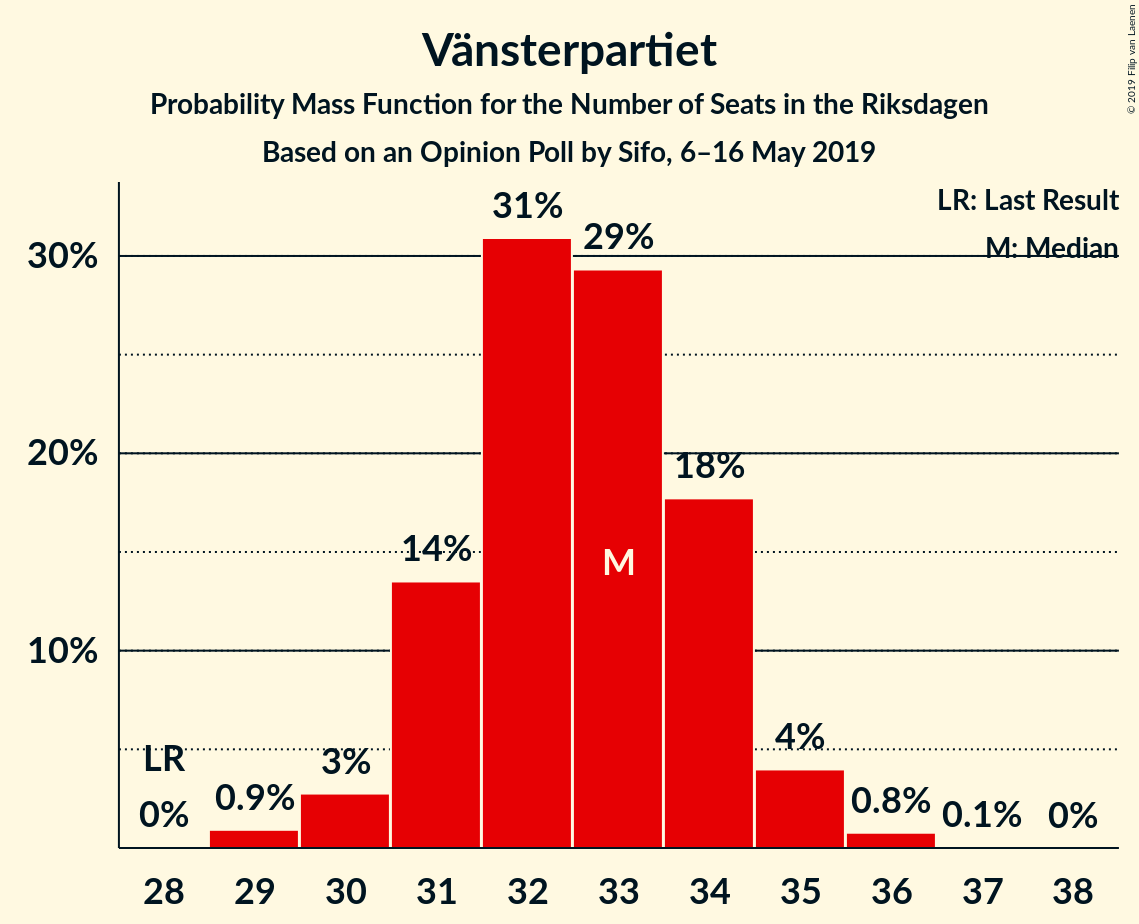 Vänsterpartiet
Probability Mass Function for the Number of Seats in the Riksdagen
Based on an Opinion Poll by Sifo, 6–16 May 2019
© 2019 Filip van Laenen
LR: Last Result
M: Median
30%
20%
10%
LR
0%
0.9%
3%
14%
31%
29%
M
18%
4%
0.8%
0.1%
0%
28 29 30 31 32 33 34 35 36 37 38